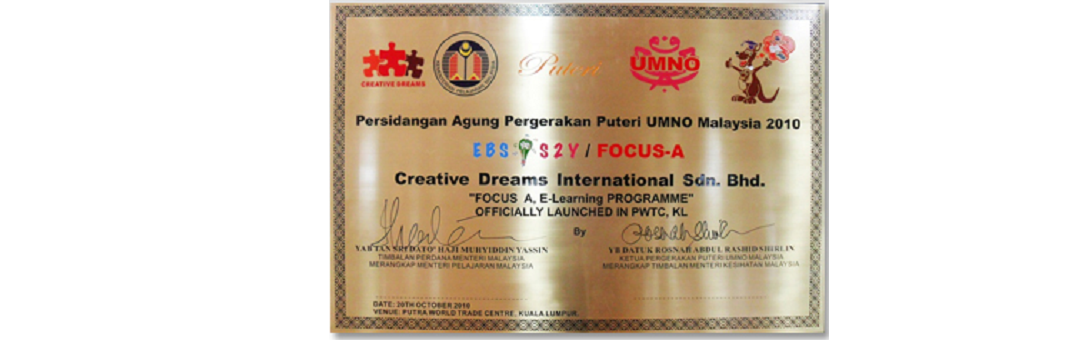 CREATIVE DREAMS
Puteri
UMNO
Persidangan Agung Pergerakan Puteri UMNO Malaysia 2010
EBS S2Y / FOCUS-A
Creative Dreams International Sdn. Bhd.
"FOCUS A, E-Learning PROGRAMME"
OFFICIALLY LAUNCHED IN PWTC, KL
By
YAB TAN SRI DATO' HAJI MUHYIDDIN YASSIN
TIMBALAN PERDANA MENTERI MALAYSIA
MERANGKAP MENTERI PELAJARAN MALAYSIA
YB DATUK ROSNAH ABDUL RASHID SHIRLIN
KETUA PERGERAKAN PUTERI UMNO MALAYSIA
MERANGKAP TIMBALAN MENTERI KESIHATAN MALAYSIA
DATE: 20TH OCTOBER 2010
VENUE: PUTRA WORLD TRADE CENTRE, KUALA LUMPUR.